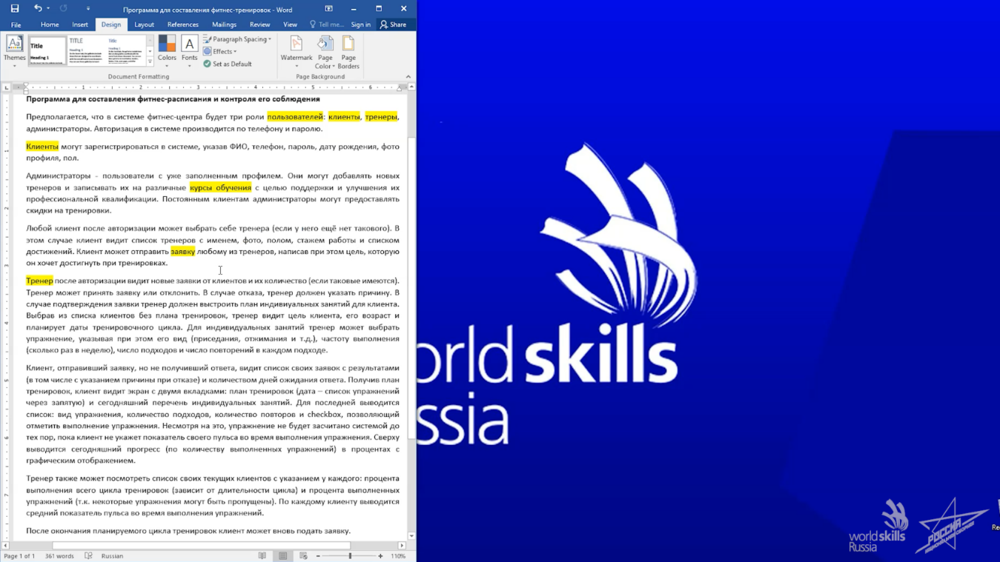 Программа для составления фитнес-тренировок - Word
File Home Insert Design Layout References Mailings Review View Tell me... Sign in Share
Themes
Title
Heading 1
TITLE
Heading 1
Title
Heading 1
Colors
Fonts
Paragraph Spacing
Effects
Set as Default
Watermark
Page Color
Page Borders
Document Formatting
Page Background
Программа для составления фитнес-расписания и контроля его соблюдения
Предполагается, что в системе фитнес-центра будет три роли пользователей: клиенты, тренеры,
администраторы. Авторизация в системе производится по телефону и паролю.
Клиенты могут зарегистрироваться в системе, указав ФИО, телефон, пароль, дату рождения, фото
профиля, пол.
Администраторы - пользователи с уже заполненным профилем. Они могут добавлять новых
тренеров и записывать их на различные курсы обучения с целью поддержки и улучшения их
профессиональной квалификации. Постоянным клиентам администраторы могут предоставлять
скидки на тренировки.
Любой клиент после авторизации может выбрать себе тренера (если у него ещё нет такового). В
этом случае клиент видит список тренеров с именем, фото, полом, стажем работы и списком
достижений. Клиент может отправить заявку любому из тренеров, написав при этом цель, которую
он хочет достигнуть при тренировках.
Тренер после авторизации видит новые заявки от клиентов и их количество (если таковые имеются).
Тренер может принять заявку или отклонить. В случае отказа, тренер должен указать причину. В
случае подтверждения заявки тренер должен выстроить план индивиуальных занятий для клиента.
Выбрав из списка клиентов без плана тренировок, тренер видит цель клиента, его возраст и
планирует даты тренировочного цикла. Для индивидуальных занятий тренер может выбрать
упражнение, указывая при этом его вид (приседания, отжимания и т.д.), частоту выполнения
(сколько раз в неделю), число подходов и число повторений в каждом подходе.
Клиент, отправивший заявку, но не получивший ответа, видит список своих заявок с результатами
(в том числе с указанием причины при отказе) и количеством дней ожидания ответа. Получив план
тренировок, клиент видит экран с двумя вкладками: план тренировок (дата – список упражнений
через запятую) и сегодняшний перечень индивидуальных занятий. Для последней выводится
список: вид упражнения, количество подходов, количество повторов и checkbox, позволяющий
отметить выполнение упражнения. Несмотря на это, упражнение не будет засчитано системой до
тех пор, пока клиент не укажет показатель своего пульса во время выполнения упражнения. Сверху
выводится сегодняшний прогресс (по количеству выполненных упражнений) в процентах с
графическим отображением.
Тренер также может посмотреть список своих текущих клиентов с указанием у каждого: процента
выполнения всего цикла тренировок (зависит от длительности цикла) и процента выполненных
упражнений (т.к. некоторые упражнения могут быть пропущены). По каждому клиенту выводится
средний показатель пульса во время выполнения упражнений.
После окончания планируемого цикла тренировок клиент может вновь подать заявку.
Page 1 of 1 361 words Russian 110%
orld skills
ssia
world skills
Russia
РОССИЯ
Re